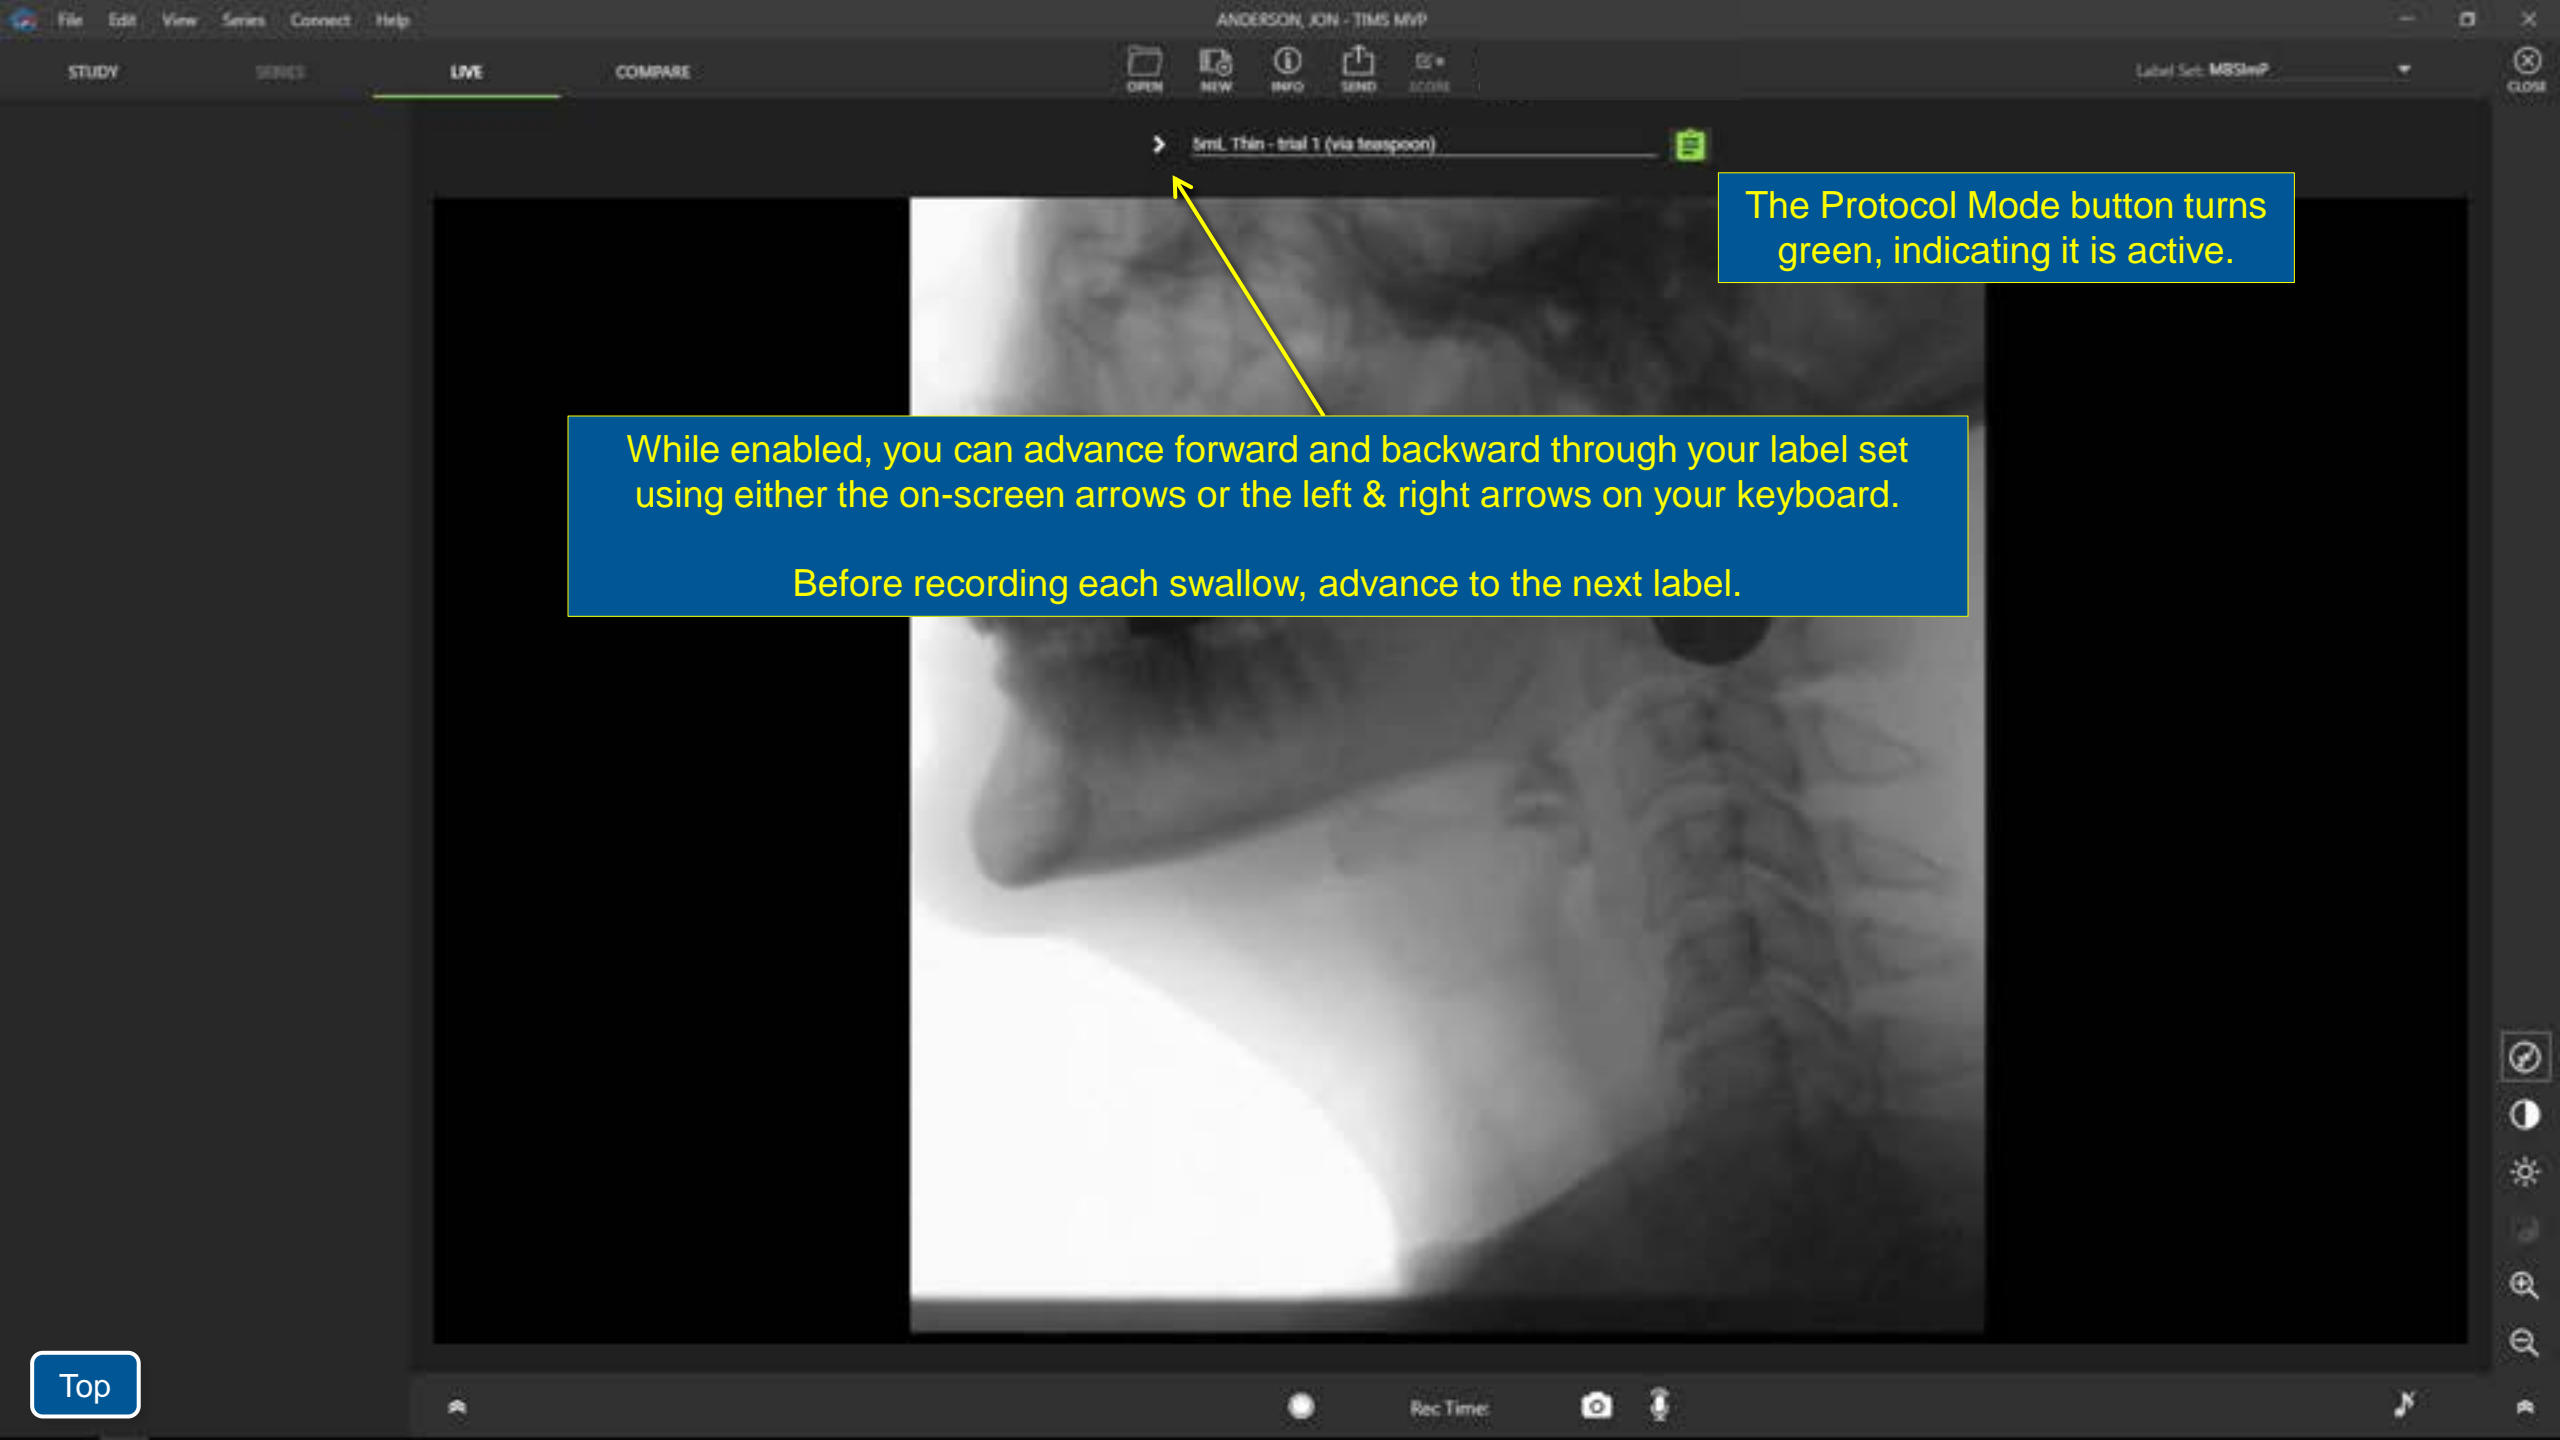 File Edit View Series Connect Help
ANDERSON, JON - TIMS MVP
STUDY SERIES LIVE COMPARE
OPEN NEW INFO SEND SCORE
Label Set: MBSImP
CLOSE
5mL Thin - trial 1 (via teaspoon)
The Protocol Mode button turns
green, indicating it is active.
While enabled, you can advance forward and backward through your label set
using either the on-screen arrows or the left & right arrows on your keyboard.
Before recording each swallow, advance to the next label.
Top
Rec Time: